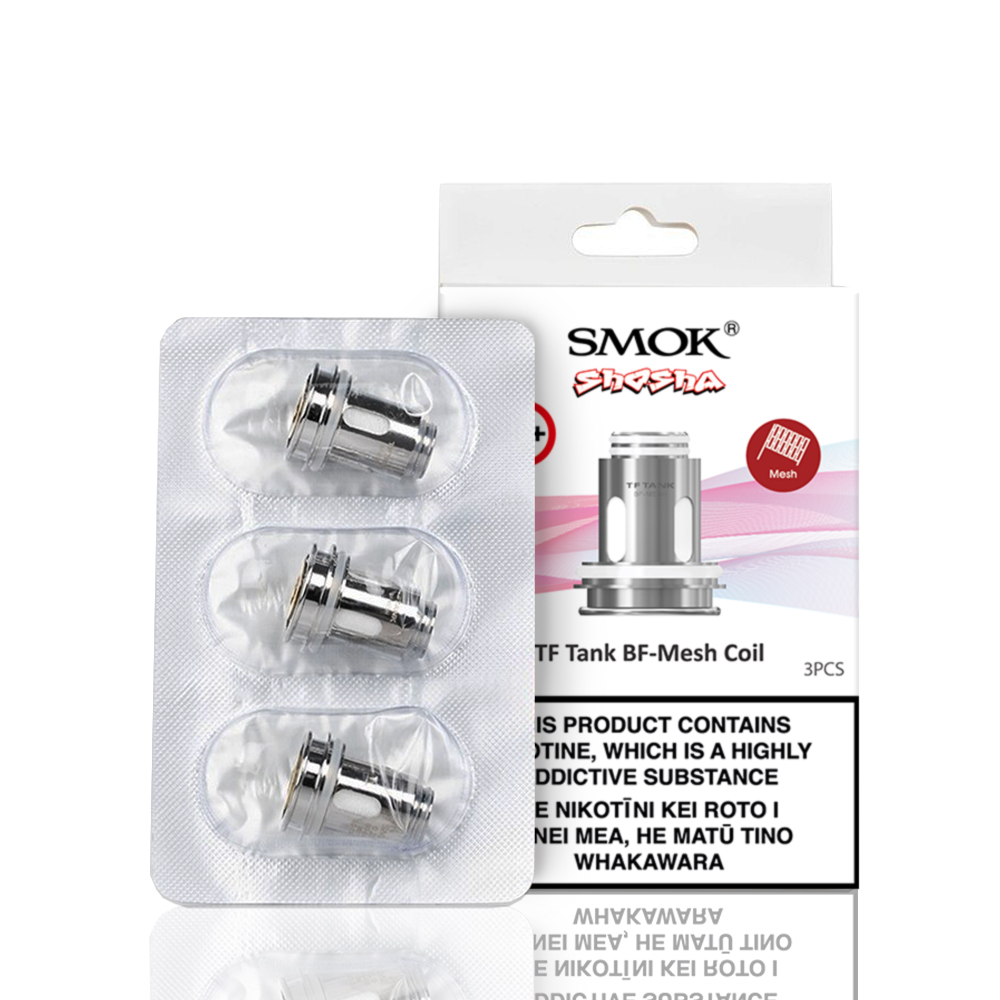 SMOK®
Shosha
+
Mesh
TF TANK
TF Tank BF-Mesh Coil
3PCS
IS PRODUCT CONTAINS
OTINE, WHICH IS A HIGHLY
DDICTIVE SUBSTANCE
E NIKOTĪNI KEI ROTO I
NEI MEA, HE MATŪ TINO
WHAKAWARA